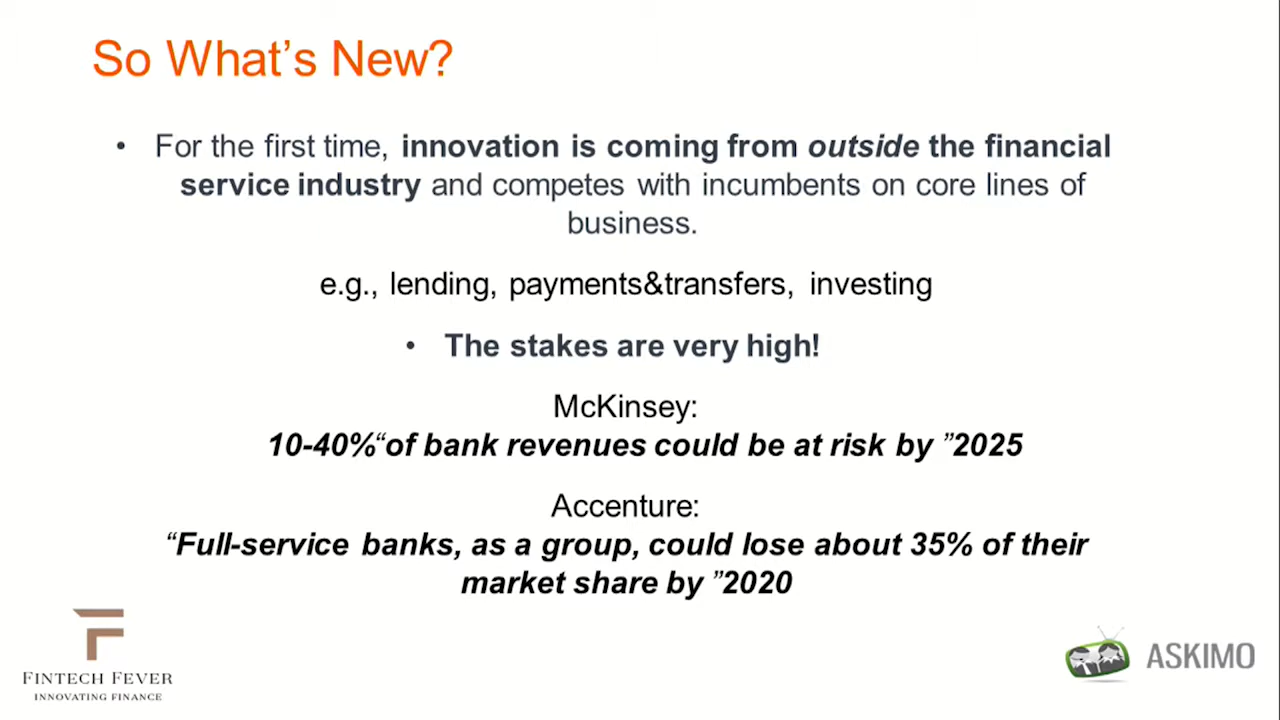 So What’s New?
• For the first time, innovation is coming from outside the financial
service industry and competes with incumbents on core lines of
business.
e.g., lending, payments&transfers, investing
• The stakes are very high!
McKinsey:
10-40%“of bank revenues could be at risk by ”2025
Accenture:
“Full-service banks, as a group, could lose about 35% of their
market share by ”2020
FINTECH FEVER
INNOVATING FINANCE
ASKIMO